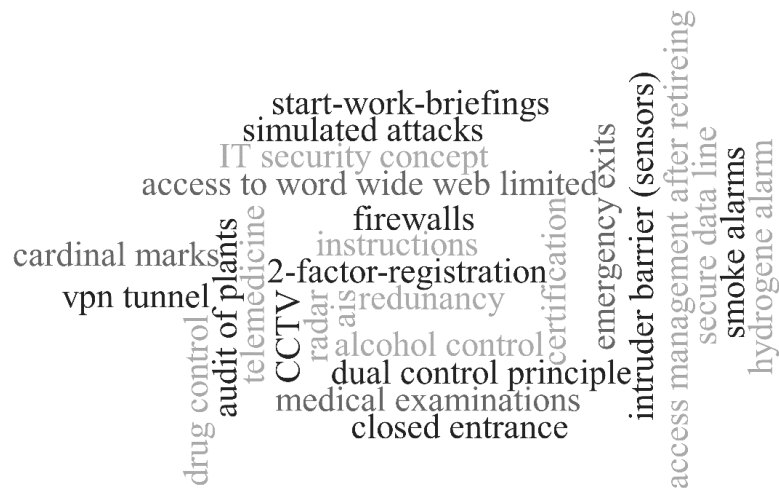 start-work-briefings
simulated attacks
IT security concept
access to word wide web limited
firewalls
cardinal marks
instructions
2-factor-registration
vpn tunnel
redunancy
alcohol control
dual control principle
medical examinations
closed entrance
drug control
audit of plants
telemedicine
CCTV
radar
ais
certification
emergency exits
intruder barrier (sensors)
access management after retireing
secure data line
smoke alarms
hydrogene alarm